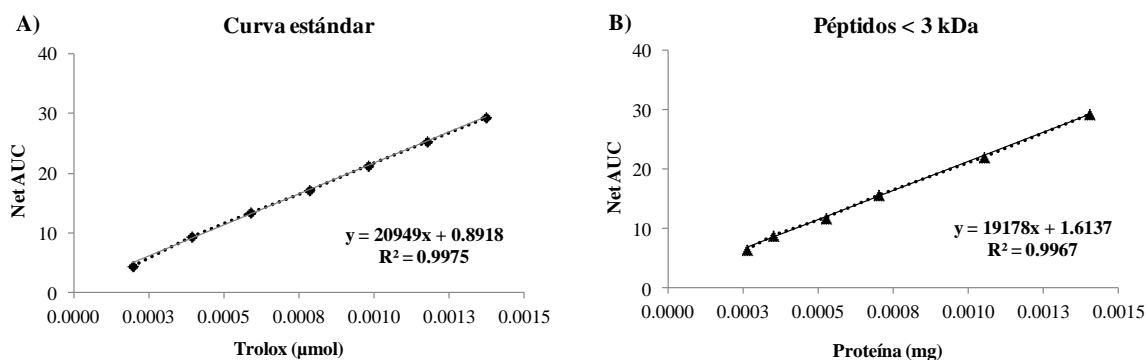 A)
Curva estándar
40
30
20
10
0
Net AUC
y = 20949x + 0.8918
R² = 0.9975
0.0000 0.0003 0.0005 0.0008 0.0010 0.0013 0.0015
Trolox (µmol)
B)
Péptidos < 3 kDa
40
30
20
10
0
Net AUC
y = 19178x + 1.6137
R² = 0.9967
0.0000 0.0003 0.0005 0.0008 0.0010 0.0013 0.0015
Proteína (mg)